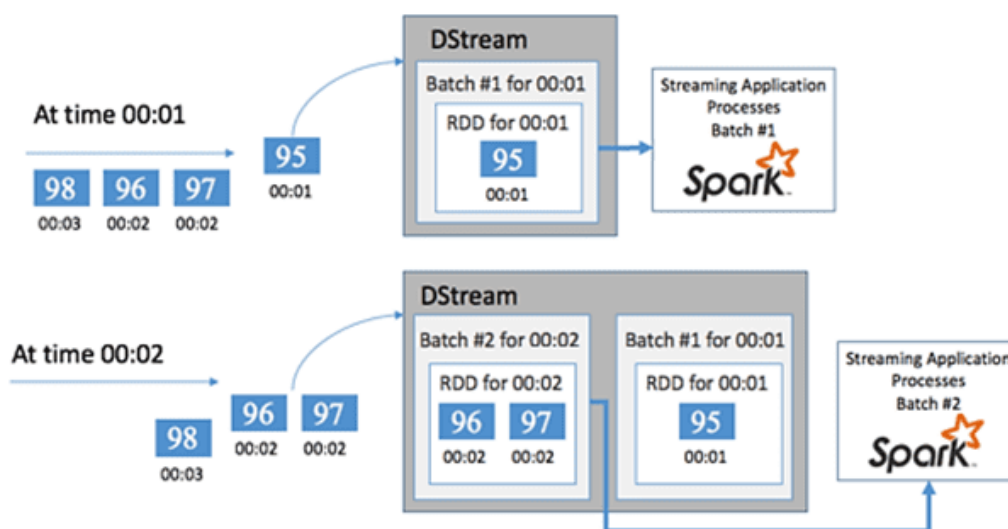 DStream
Batch #1 for 00:01
At time 00:01
RDD for 00:01
95
00:01
98
00:03
96
00:02
97
00:02
95
00:01
Streaming Application
Processes
Batch #1
Spark
DStream
At time 00:02
Batch #2 for 00:02
RDD for 00:02
96
00:02
97
00:02
Batch #1 for 00:01
RDD for 00:01
95
00:01
98
00:03
96
00:02
97
00:02
Streaming Application
Processes
Batch #2
Spark